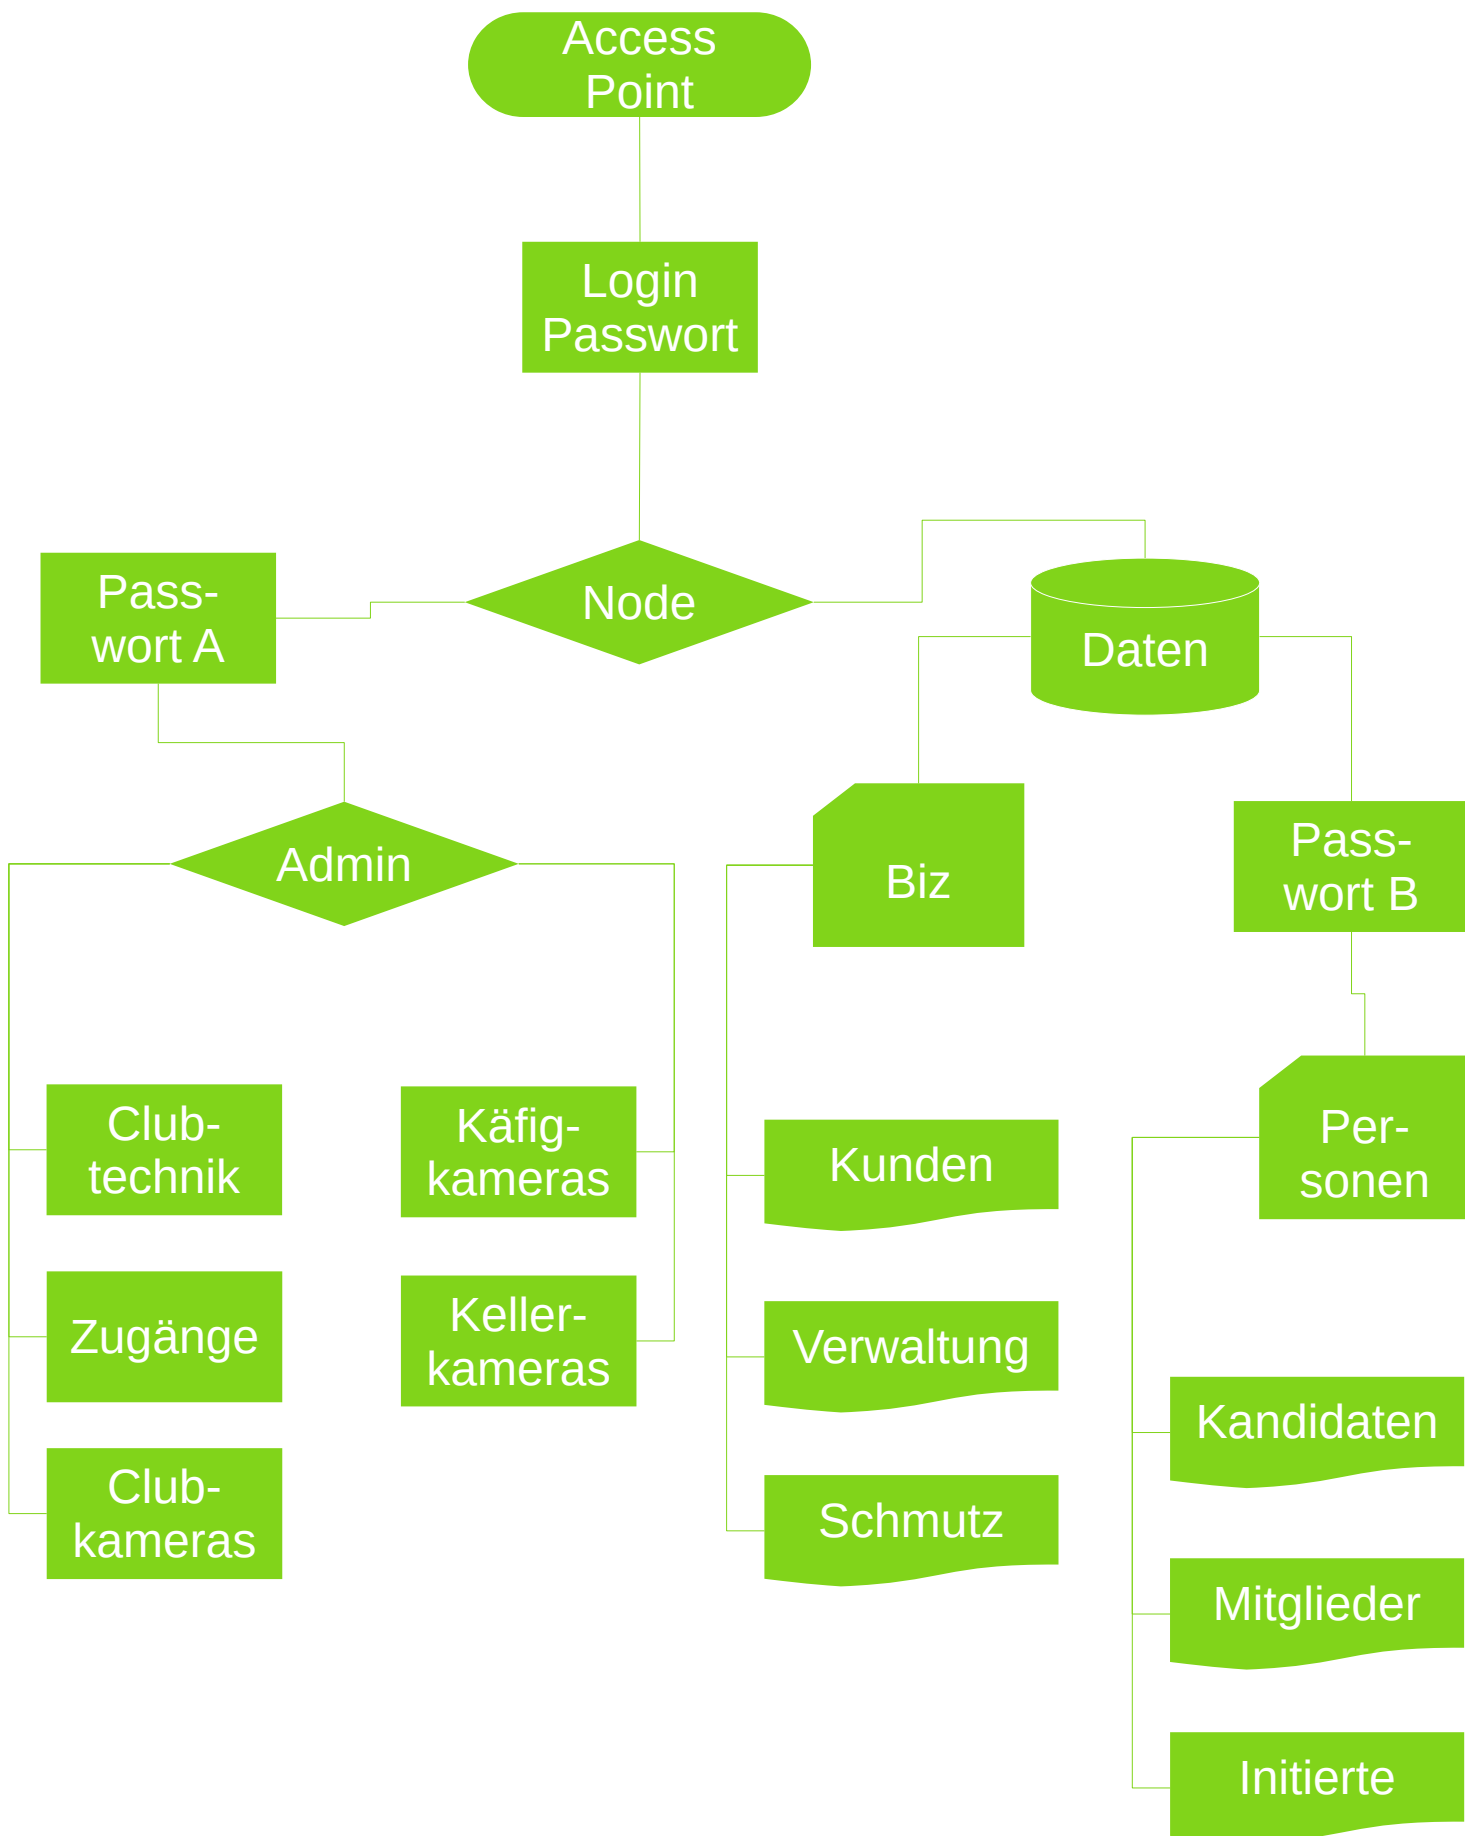 Access
Point
Login
Passwort
Node
Pass-
wort A
Daten
Admin
Biz
Pass-
wort B
Club-
technik
Käfig-
kameras
Kunden
Per-
sonen
Zugänge
Keller-
kameras
Verwaltung
Kandidaten
Club-
kameras
Schmutz
Mitglieder
Initierte